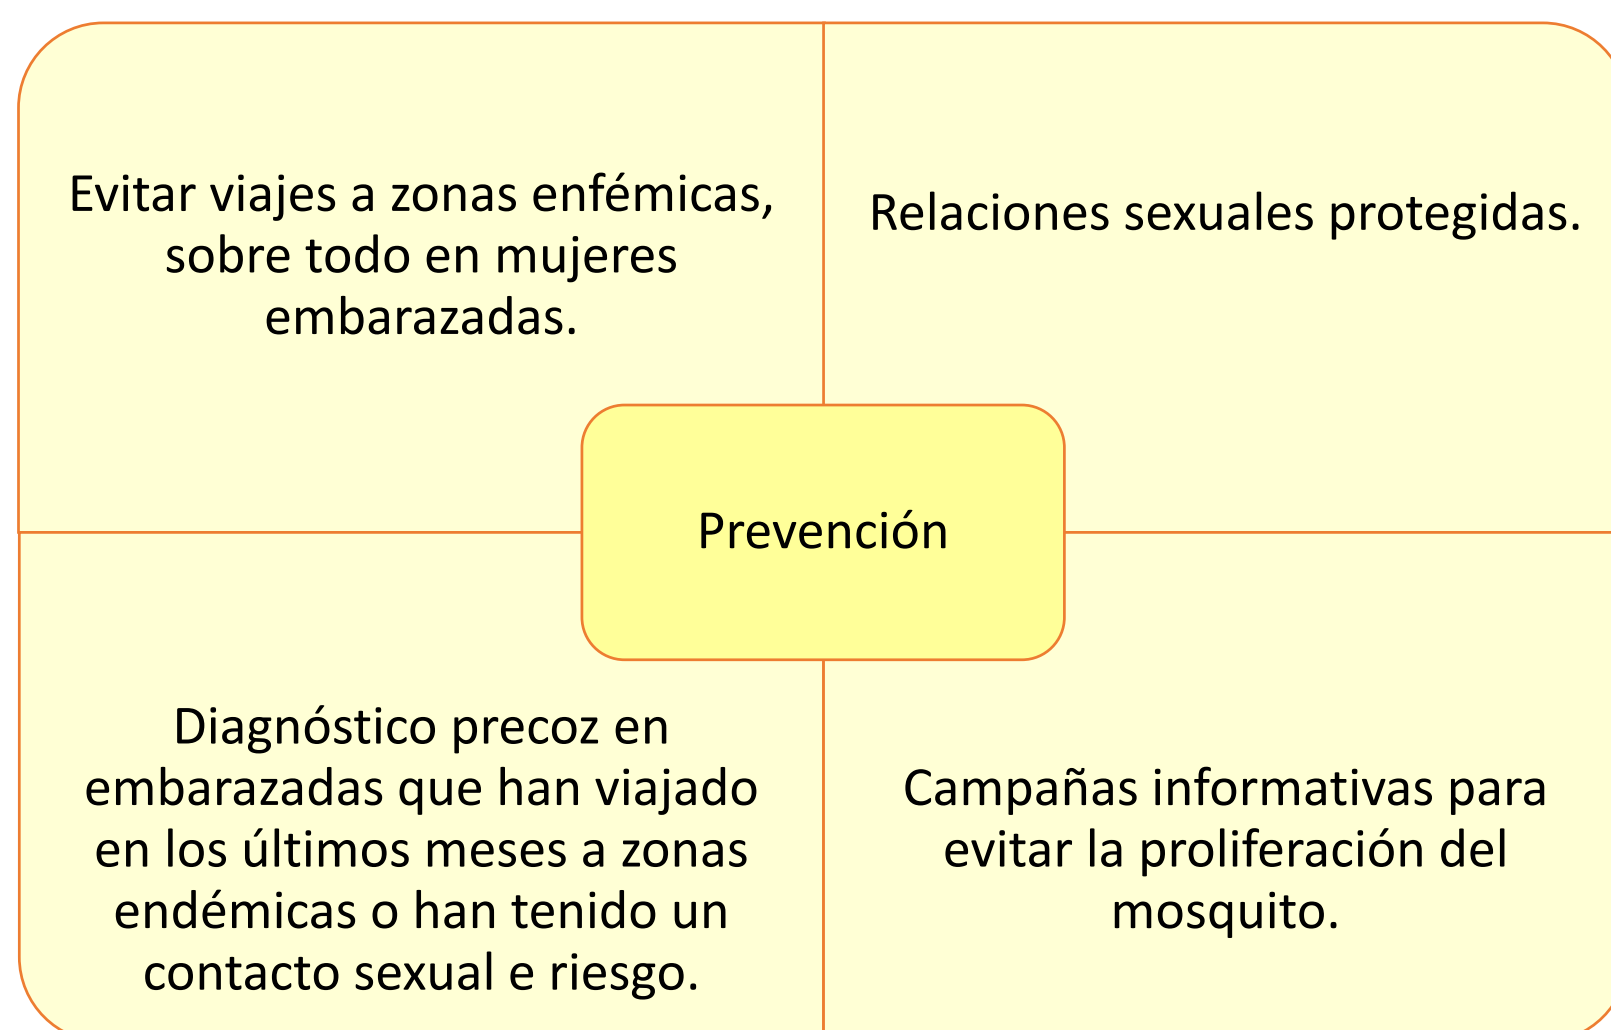 Evitar viajes a zonas enfémicas,
sobre todo en mujeres
embarazadas.
Relaciones sexuales protegidas.
Prevención
Diagnóstico precoz en
embarazadas que han viajado
en los últimos meses a zonas
endémicas o han tenido un
contacto sexual e riesgo.
Campañas informativas para
evitar la proliferación del
mosquito.